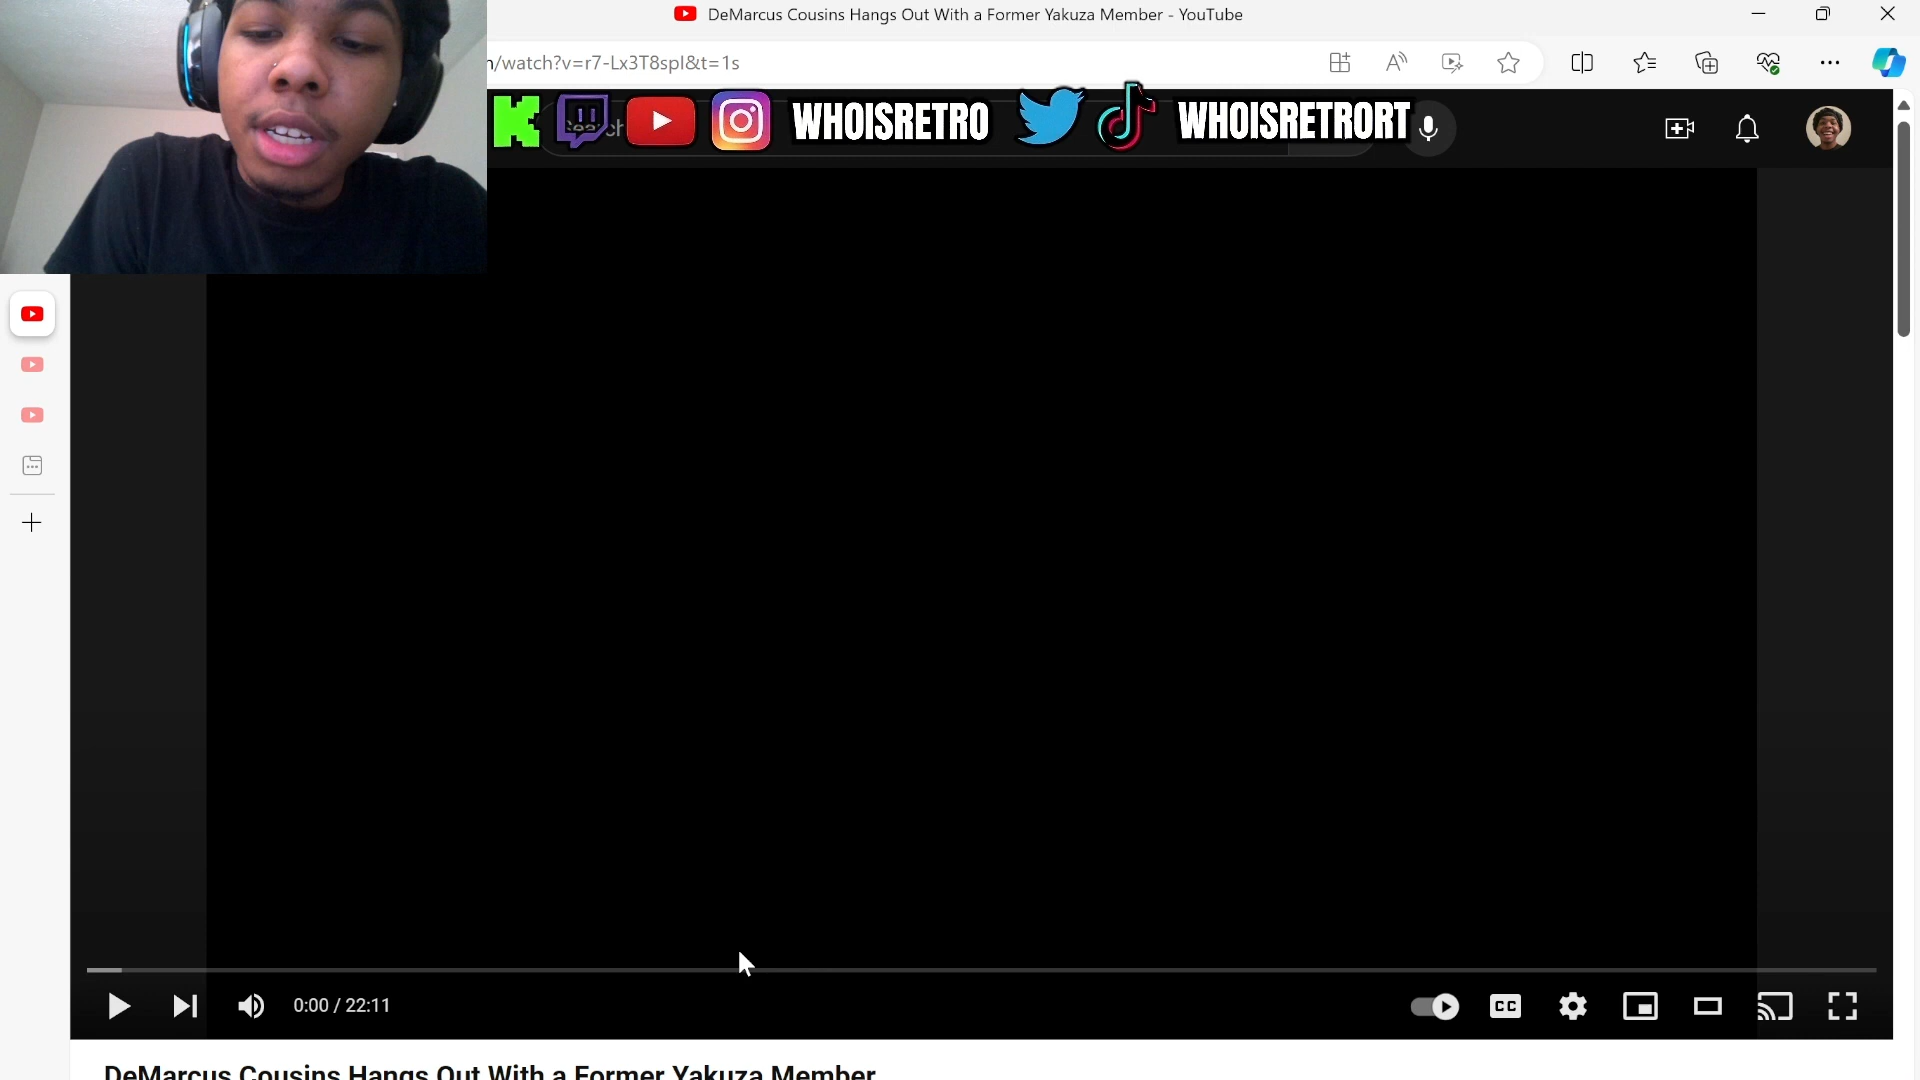 DeMarcus Cousins Hangs Out With a Former Yakuza Member - YouTube
/watch?v=r7-Lx3T8spI&t=1s
WHOISRETRO
WHOISRETRORT
0:00 / 22:11
CC
DeMarcus Cousins Hangs Out With a Former Yakuza Member